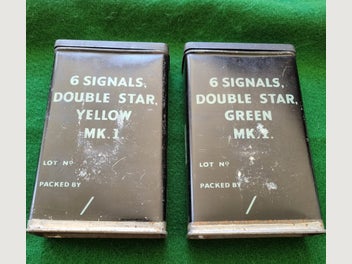 6 SIGNALS,
DOUBLE STAR,
YELLOW
MK.1.
LOT Nº
PACKED BY
/
6 SIGNALS,
DOUBLE STAR,
GREEN
MK.1.
LOT Nº
PACKED BY
/